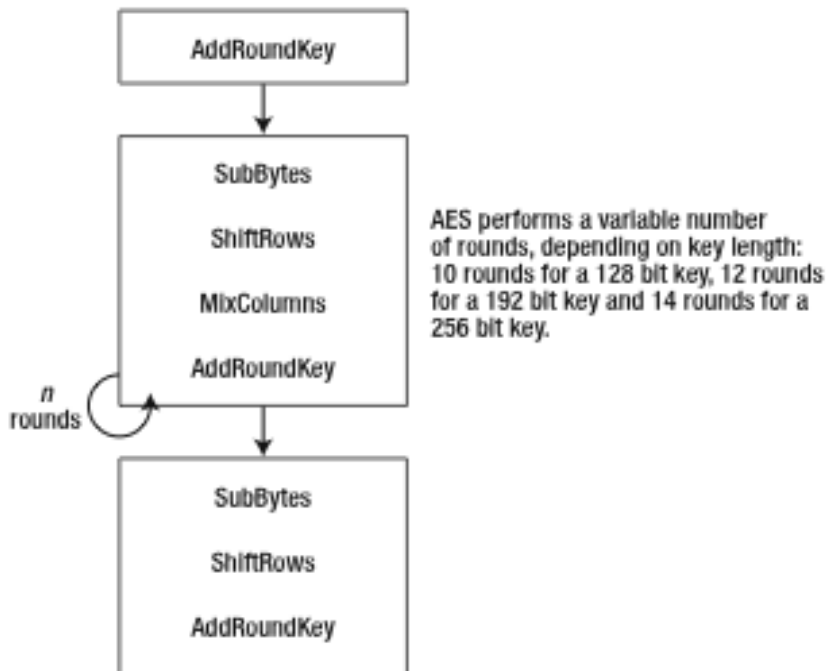 AddRoundKey
SubBytes
ShiftRows
MixColumns
AddRoundKey
AES performs a variable number
of rounds, depending on key length:
10 rounds for a 128 bit key, 12 rounds
for a 192 bit key and 14 rounds for a
256 bit key.
n
rounds
SubBytes
ShiftRows
AddRoundKey